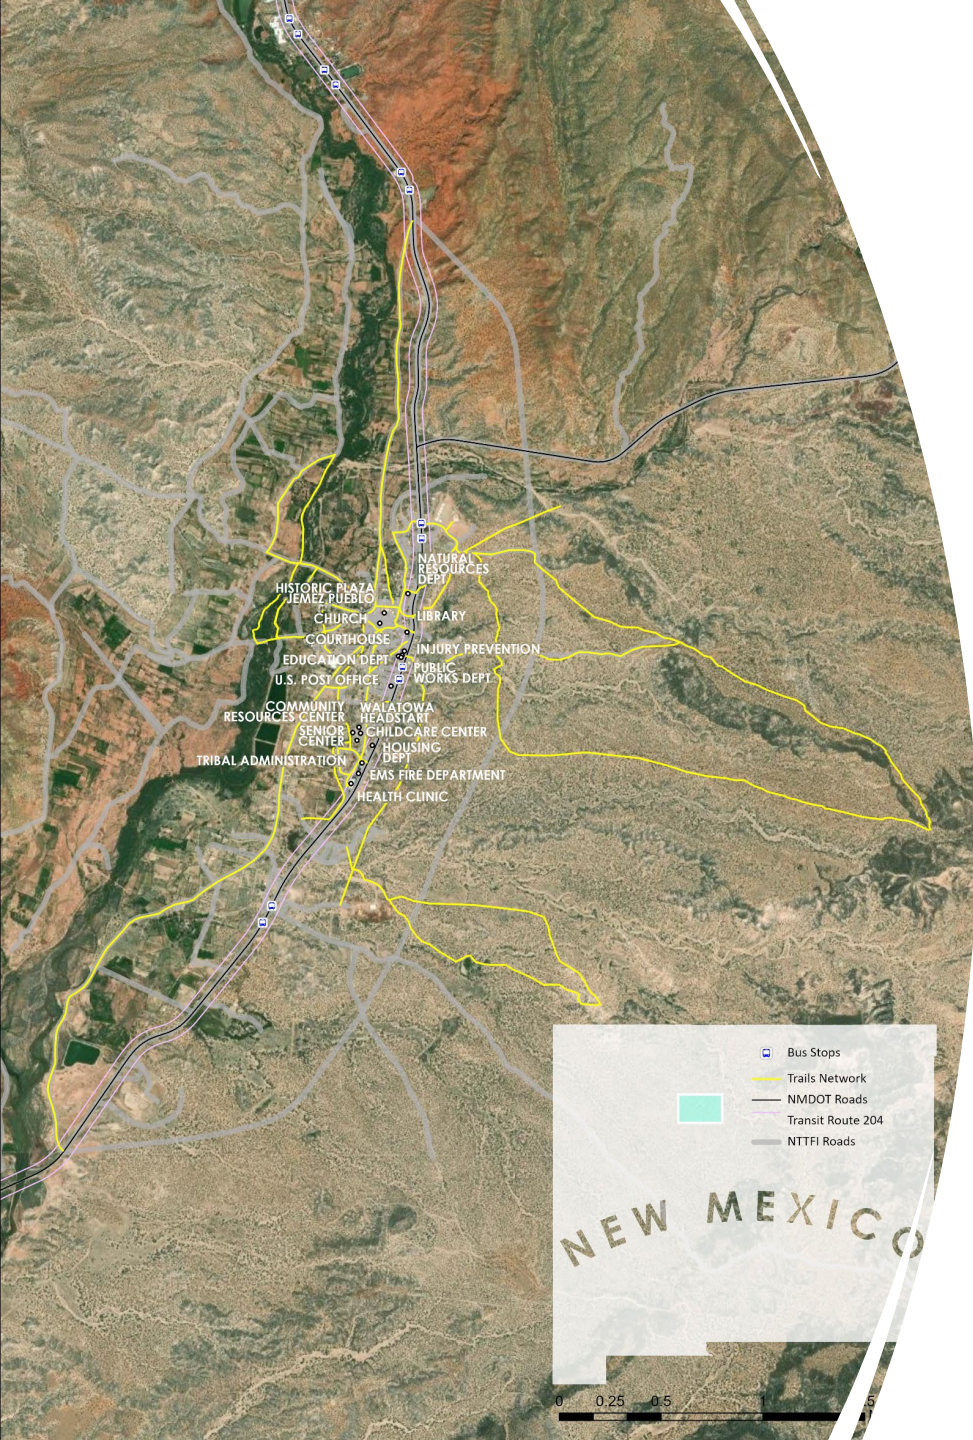 NATURAL
RESOURCES
DEPT
HISTORIC PLAZA
JEMEZ PUEBLO
CHURCH
LIBRARY
COURTHOUSE
INJURY PREVENTION
EDUCATION DEPT
PUBLIC
WORKS DEPT
U.S. POST OFFICE
COMMUNITY
RESOURCES CENTER
WALATOWA
HEADSTART
SENIOR
CENTER
CHILDCARE CENTER
HOUSING
DEPT
TRIBAL ADMINISTRATION
EMS FIRE DEPARTMENT
HEALTH CLINIC
Bus Stops
Trails Network
NMDOT Roads
Transit Route 204
NTTFI Roads
NEW MEXICO
0 0.25 0.5 1